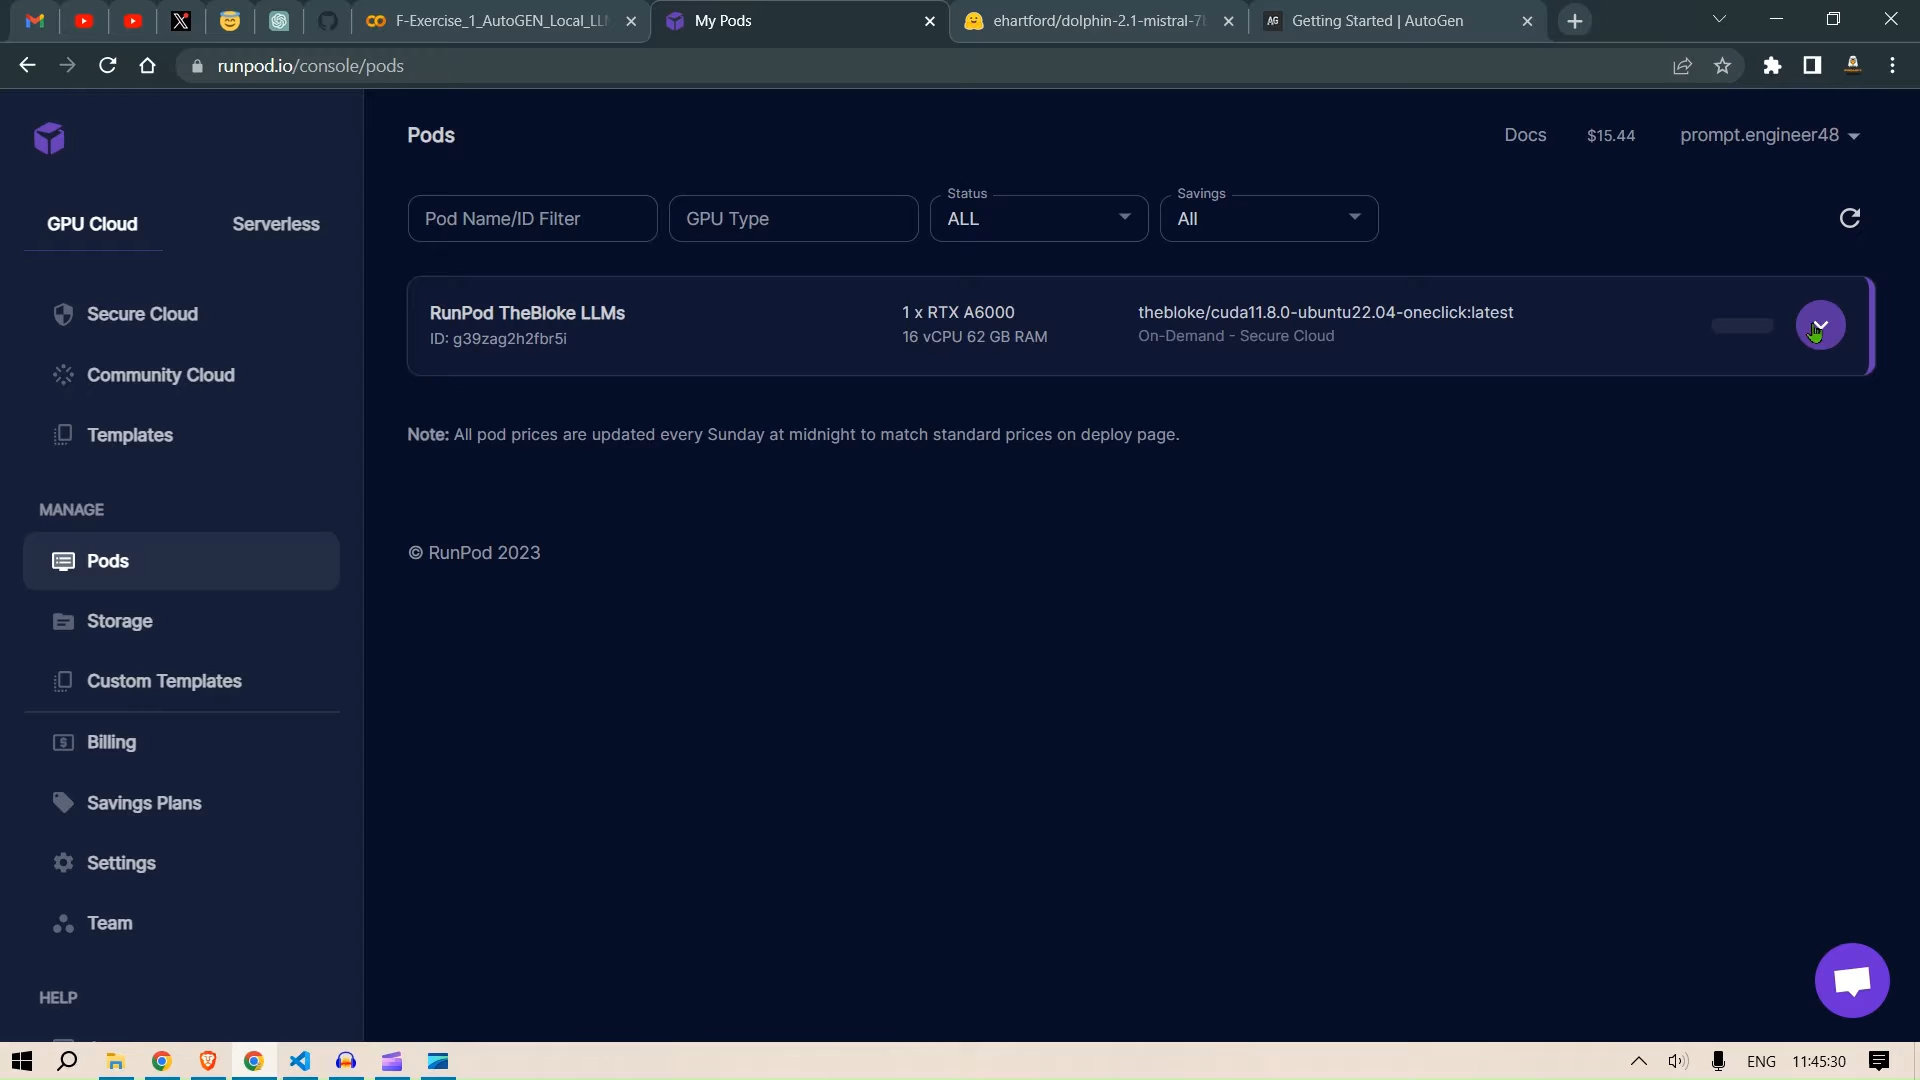 F-Exercise_1_AutoGEN_Local_LL
My Pods
ehartford/dolphin-2.1-mistral-7
AG
Getting Started | AutoGen
runpod.io/console/pods
Pods
Docs
$15.44
prompt.engineer48
GPU Cloud
Serverless
Pod Name/ID Filter
GPU Type
Status
ALL
Savings
All
Secure Cloud
Community Cloud
Templates
RunPod TheBloke LLMs
ID: g39zag2h2fbr5i
1 x RTX A6000
16 vCPU 62 GB RAM
thebloke/cuda11.8.0-ubuntu22.04-oneclick:latest
On-Demand - Secure Cloud
Note: All pod prices are updated every Sunday at midnight to match standard prices on deploy page.
MANAGE
Pods
Storage
Custom Templates
Billing
Savings Plans
Settings
Team
HELP
© RunPod 2023
ENG
11:45:30